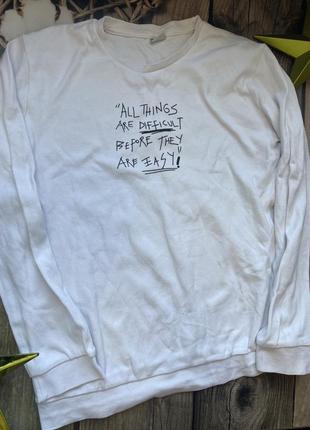 "ALL THINGS
ARE DIFFICULT
BEFORE THEY
ARE EASY!"